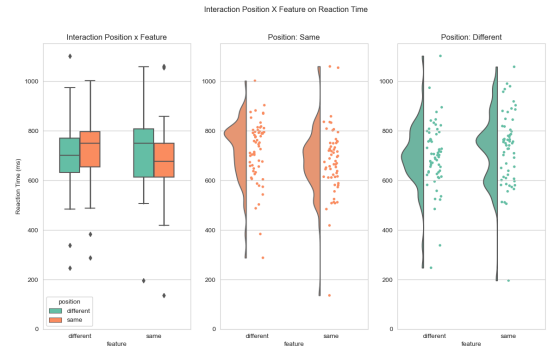 Interaction Position X Feature on Reaction Time
Interaction Position x Feature
Position: Same
Position: Different
Reaction Time (ms)
1000
800
600
400
200
0
1000
800
600
400
200
0
1000
800
600
400
200
0
position
different
same
different
same
feature
different
same
feature
different
same
feature